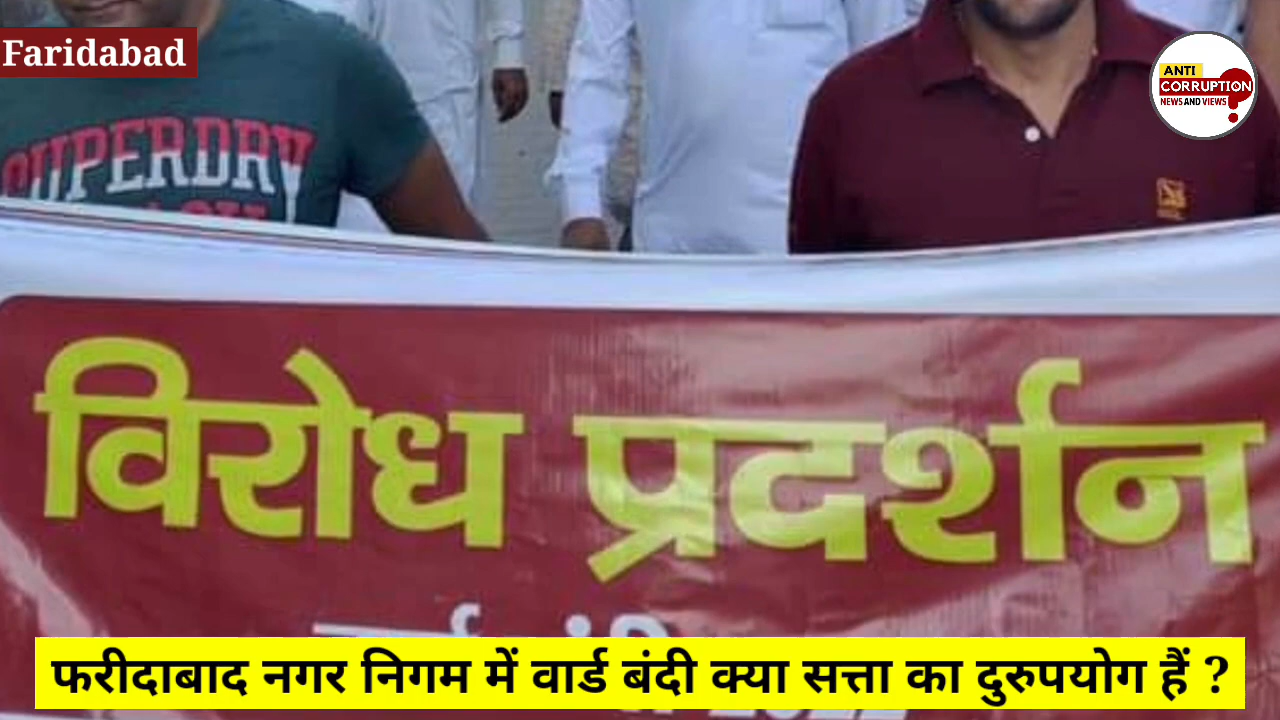 Faridabad
ANTI
CORRUPTION
NEWS AND VIEWS
SUPERDRY
विरोध प्रदर्शन
फरीदाबाद नगर निगम में वार्ड बंदी क्या सत्ता का दुरुपयोग हैं ?